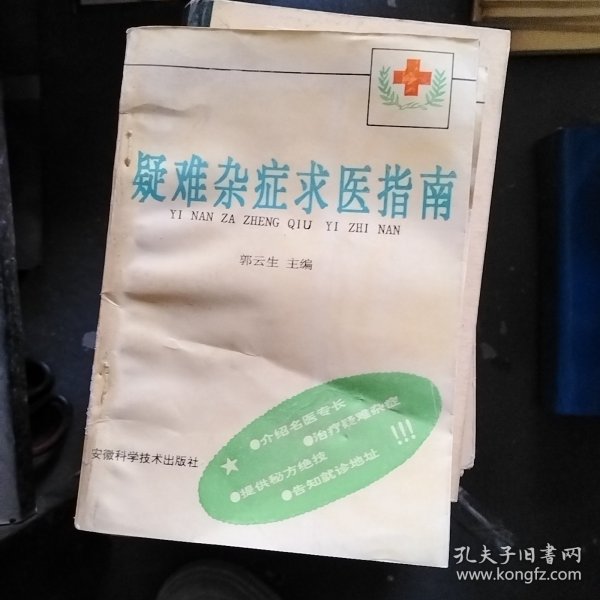 疑难杂症求医指南
YI NAN ZA ZHENG QIU YI ZHI NAN
郭云生 主编
●介绍名医专长
●治疗疑难杂症
●提供秘方绝技
●告知就诊地址
!!!
安徽科学技术出版社
孔夫子旧书网
www.kongfz.com